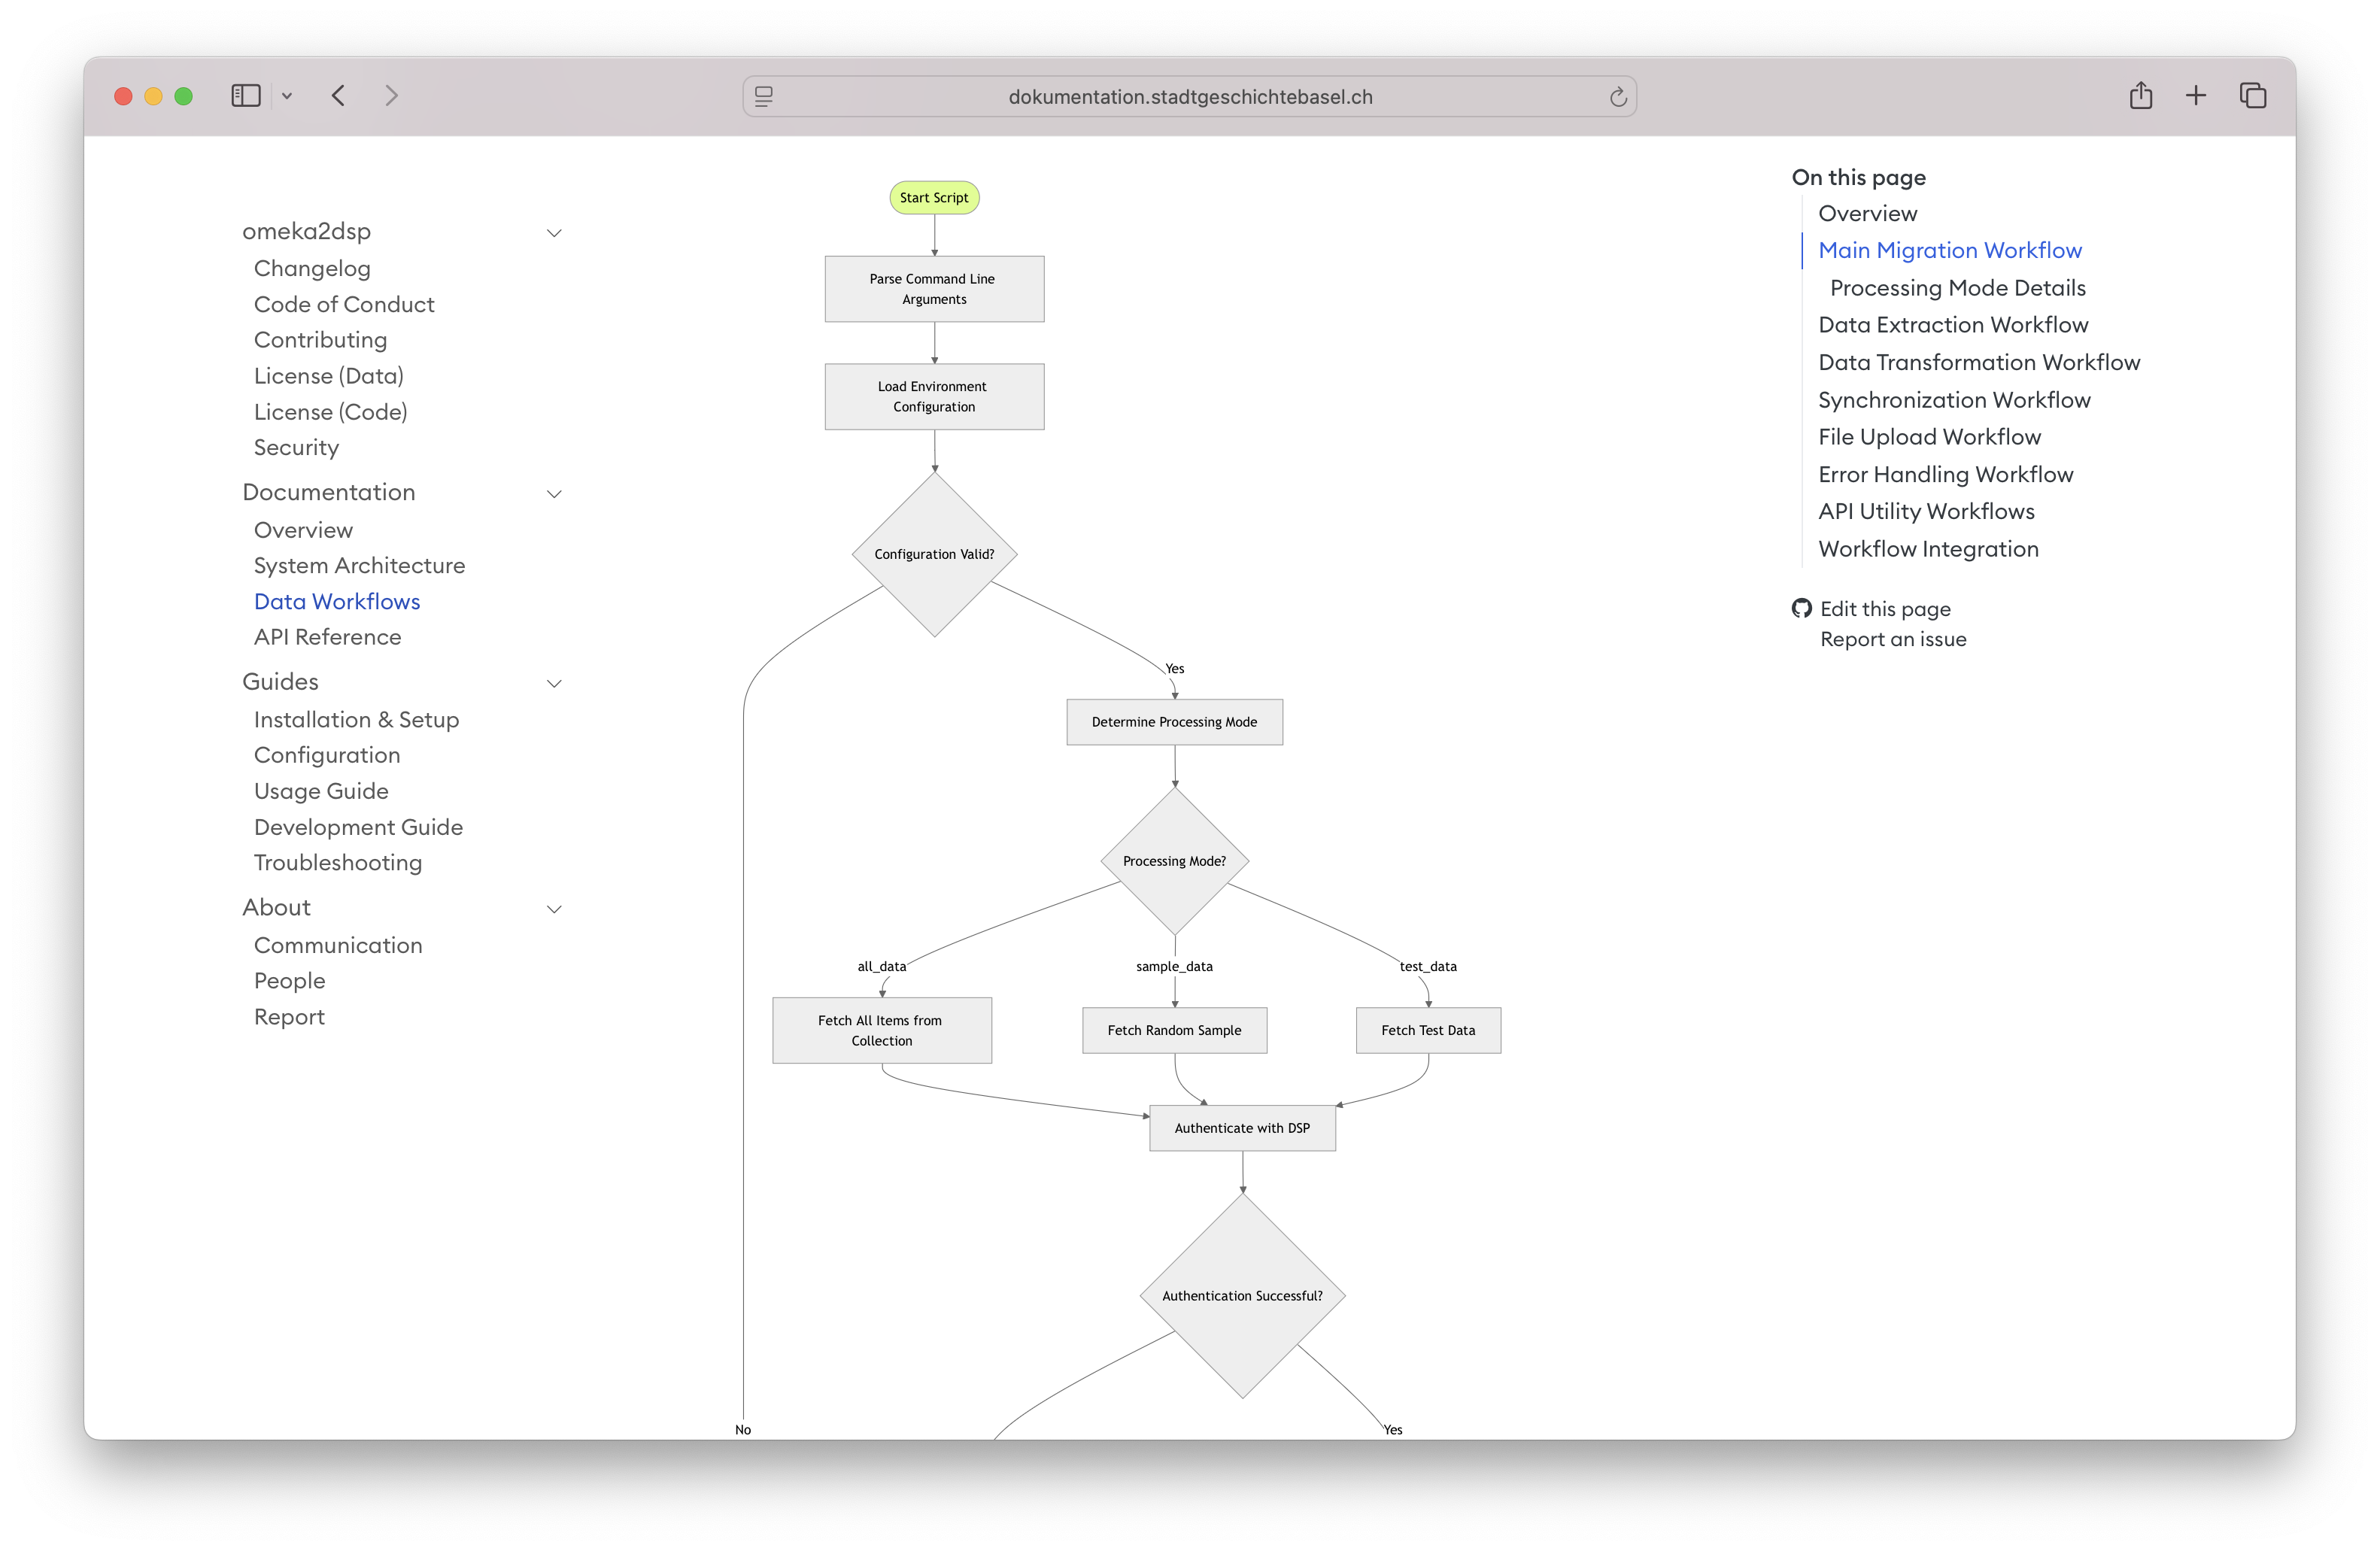 dokumentation.stadtgeschichtebasel.ch
omeka2dsp
Changelog
Code of Conduct
Contributing
License (Data)
License (Code)
Security
Documentation
Overview
System Architecture
Data Workflows
API Reference
Guides
Installation & Setup
Configuration
Usage Guide
Development Guide
Troubleshooting
About
Communication
People
Report
Start Script
Parse Command Line
Arguments
Load Environment
Configuration
Configuration Valid?
Yes
Determine Processing Mode
Processing Mode?
all_data
sample_data
test_data
Fetch All Items from
Collection
Fetch Random Sample
Fetch Test Data
Authenticate with DSP
Authentication Successful?
No
Yes
On this page
Overview
Main Migration Workflow
Processing Mode Details
Data Extraction Workflow
Data Transformation Workflow
Synchronization Workflow
File Upload Workflow
Error Handling Workflow
API Utility Workflows
Workflow Integration
Edit this page
Report an issue